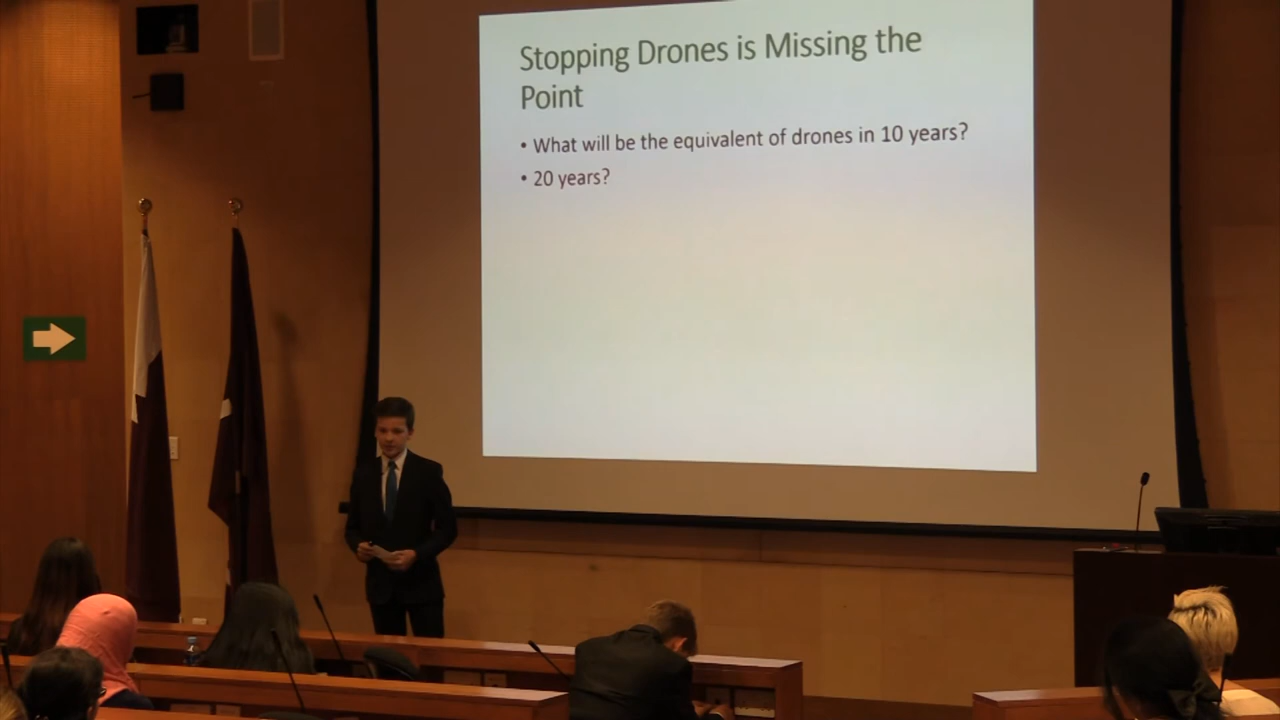 Stopping Drones is Missing the
Point
• What will be the equivalent of drones in 10 years?
• 20 years?